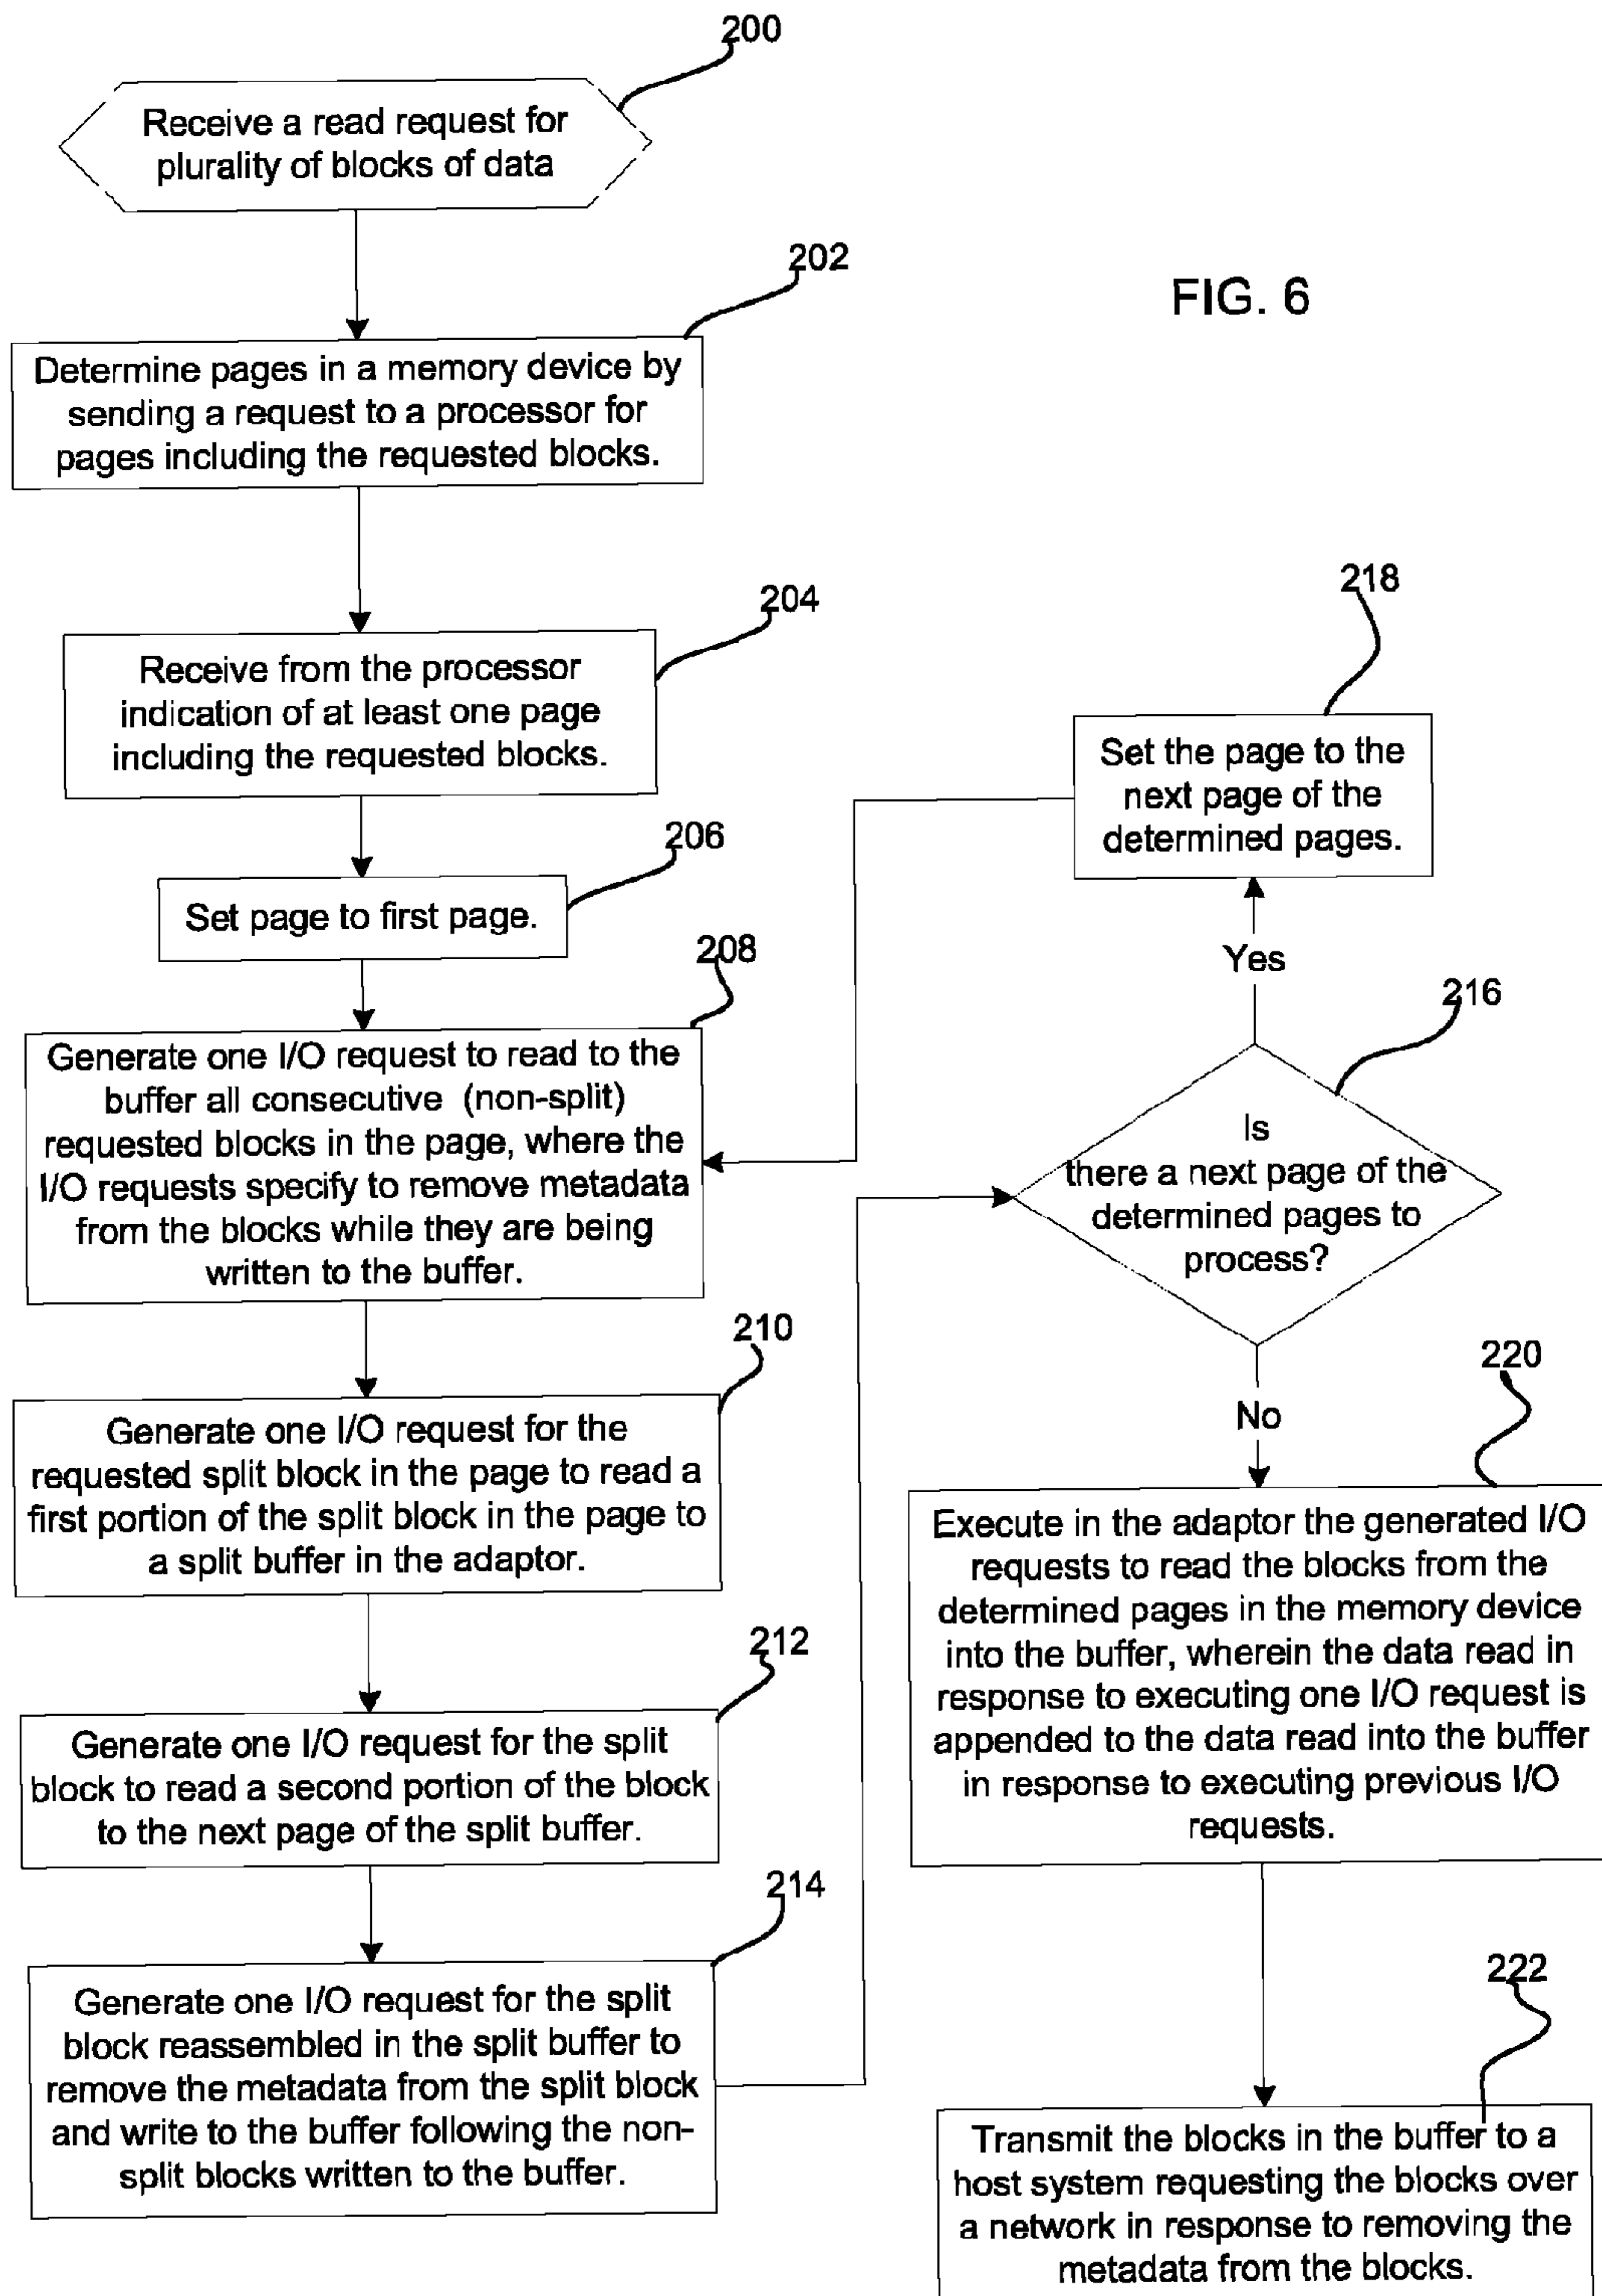 200
Receive a read request for
plurality of blocks of data
202
FIG. 6
Determine pages in a memory device by
sending a request to a processor for
pages including the requested blocks.
204
Receive from the processor
indication of at least one page
including the requested blocks.
206
Set page to first page.
208
Generate one I/O request to read to the
buffer all consecutive (non-split)
requested blocks in the page, where the
I/O requests specify to remove metadata
from the blocks while they are being
written to the buffer.
210
Generate one I/O request for the
requested split block in the page to read a
first portion of the split block in the page to
a split buffer in the adaptor.
212
Generate one I/O request for the split
block to read a second portion of the block
to the next page of the split buffer.
214
Generate one I/O request for the split
block reassembled in the split buffer to
remove the metadata from the split block
and write to the buffer following the non-
split blocks written to the buffer.
218
Set the page to the
next page of the
determined pages.
Yes
216
Is
there a next page of the
determined pages to
process?
No
220
Execute in the adaptor the generated I/O
requests to read the blocks from the
determined pages in the memory device
into the buffer, wherein the data read in
response to executing one I/O request is
appended to the data read into the buffer
in response to executing previous I/O
requests.
222
Transmit the blocks in the buffer to a
host system requesting the blocks over
a network in response to removing the
metadata from the blocks.